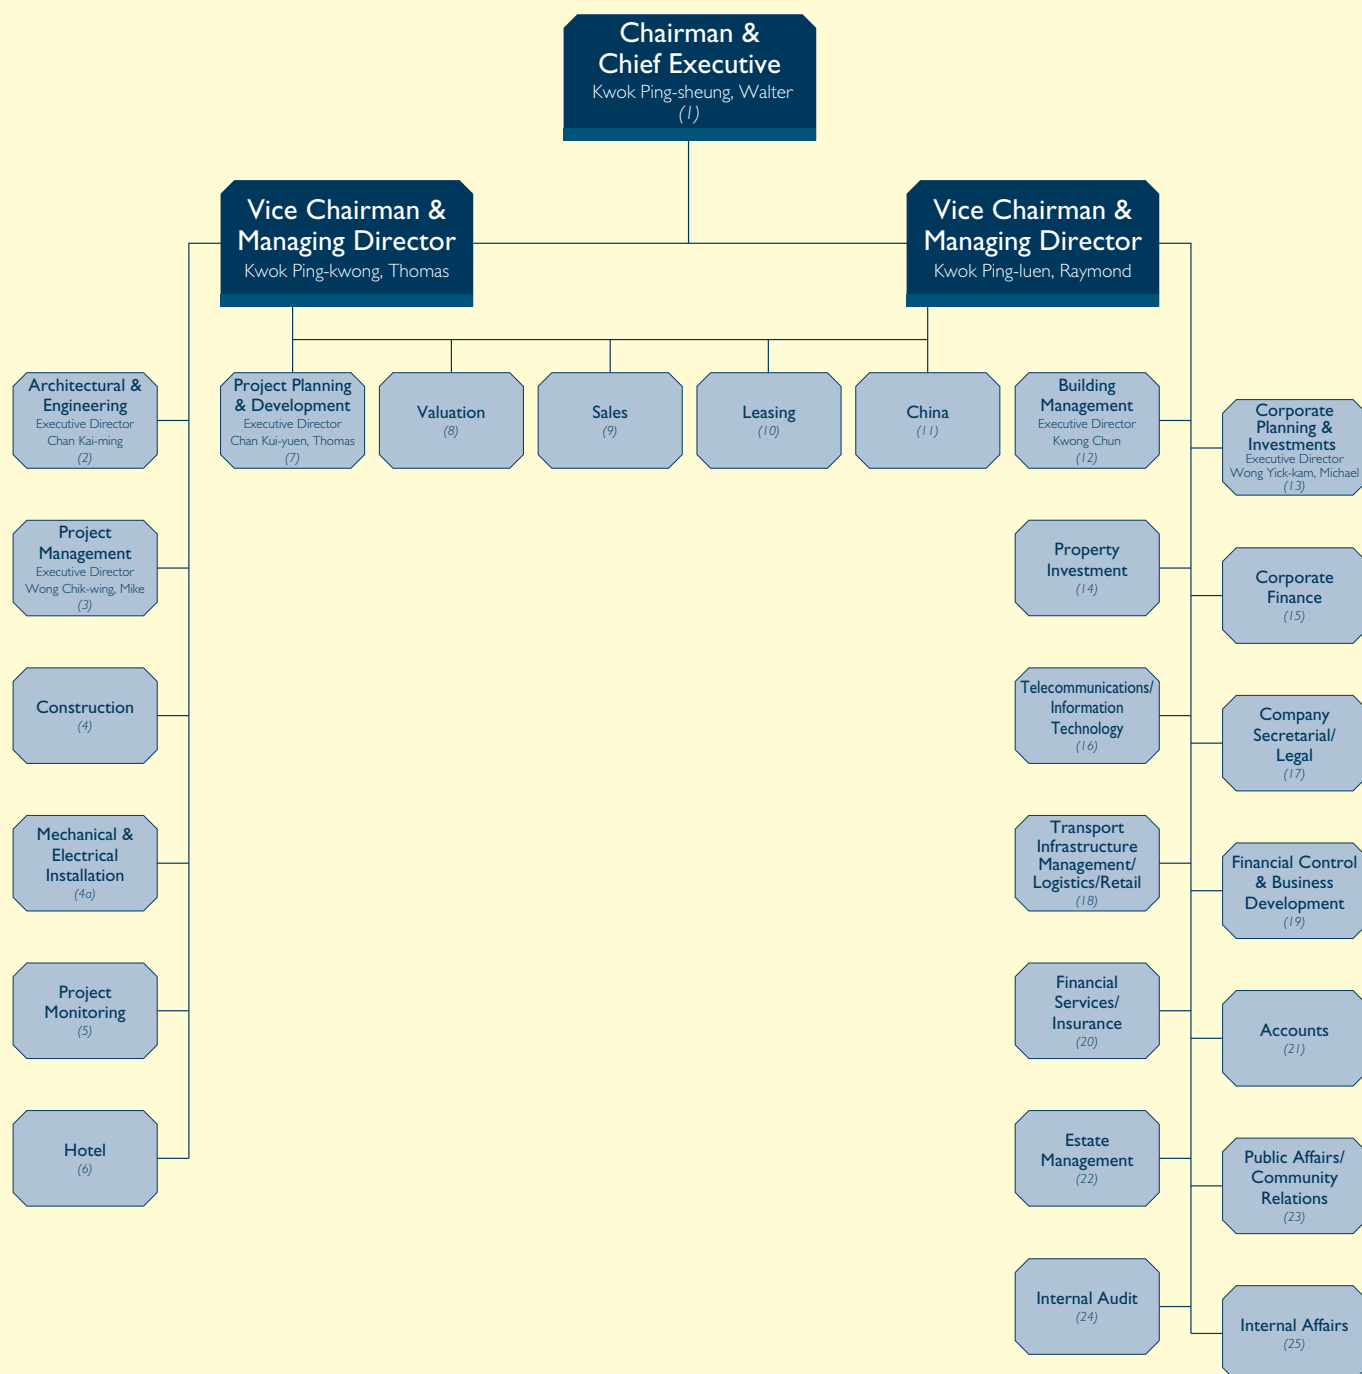 Chairman &
Chief Executive
Kwok Ping-sheung, Walter
(1)
Vice Chairman &
Managing Director
Kwok Ping-kwong, Thomas
Vice Chairman &
Managing Director
Kwok Ping-luen, Raymond
Architectural &
Engineering
Executive Director
Chan Kai-ming
(2)
Project Planning
& Development
Executive Director
Chan Kui-yuen, Thomas
(7)
Valuation
(8)
Sales
(9)
Leasing
(10)
China
(11)
Building
Management
Executive Director
Kwong Chun
(12)
Corporate
Planning &
Investments
Executive Director
Wong Yick-kam, Michael
(13)
Project
Management
Executive Director
Wong Chik-wing, Mike
(3)
Property
Investment
(14)
Corporate
Finance
(15)
Construction
(4)
Telecommunications/
Information
Technology
(16)
Company
Secretarial/
Legal
(17)
Mechanical &
Electrical
Installation
(4a)
Transport
Infrastructure
Management/
Logistics/Retail
(18)
Financial Control
& Business
Development
(19)
Project
Monitoring
(5)
Financial
Services/
Insurance
(20)
Accounts
(21)
Hotel
(6)
Estate
Management
(22)
Public Affairs/
Community
Relations
(23)
Internal Audit
(24)
Internal Affairs
(25)